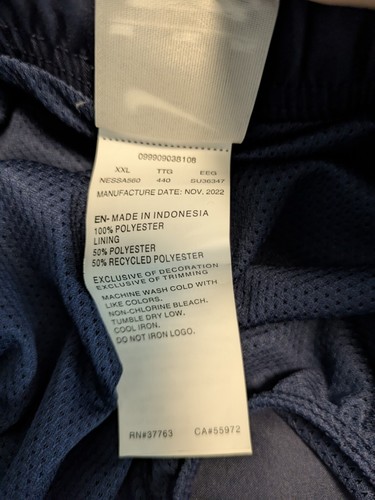 099909038108
XXL TTG EEG
NESSA560 440 SU36347
MANUFACTURE DATE: NOV. 2022
EN- MADE IN INDONESIA
100% POLYESTER
LINING
50% POLYESTER
50% RECYCLED POLYESTER
EXCLUSIVE OF DECORATION
EXCLUSIVE OF TRIMMING
MACHINE WASH COLD WITH
LIKE COLORS.
NON-CHLORINE BLEACH.
TUMBLE DRY LOW.
COOL IRON.
DO NOT IRON LOGO.
RN#37763 CA#55972